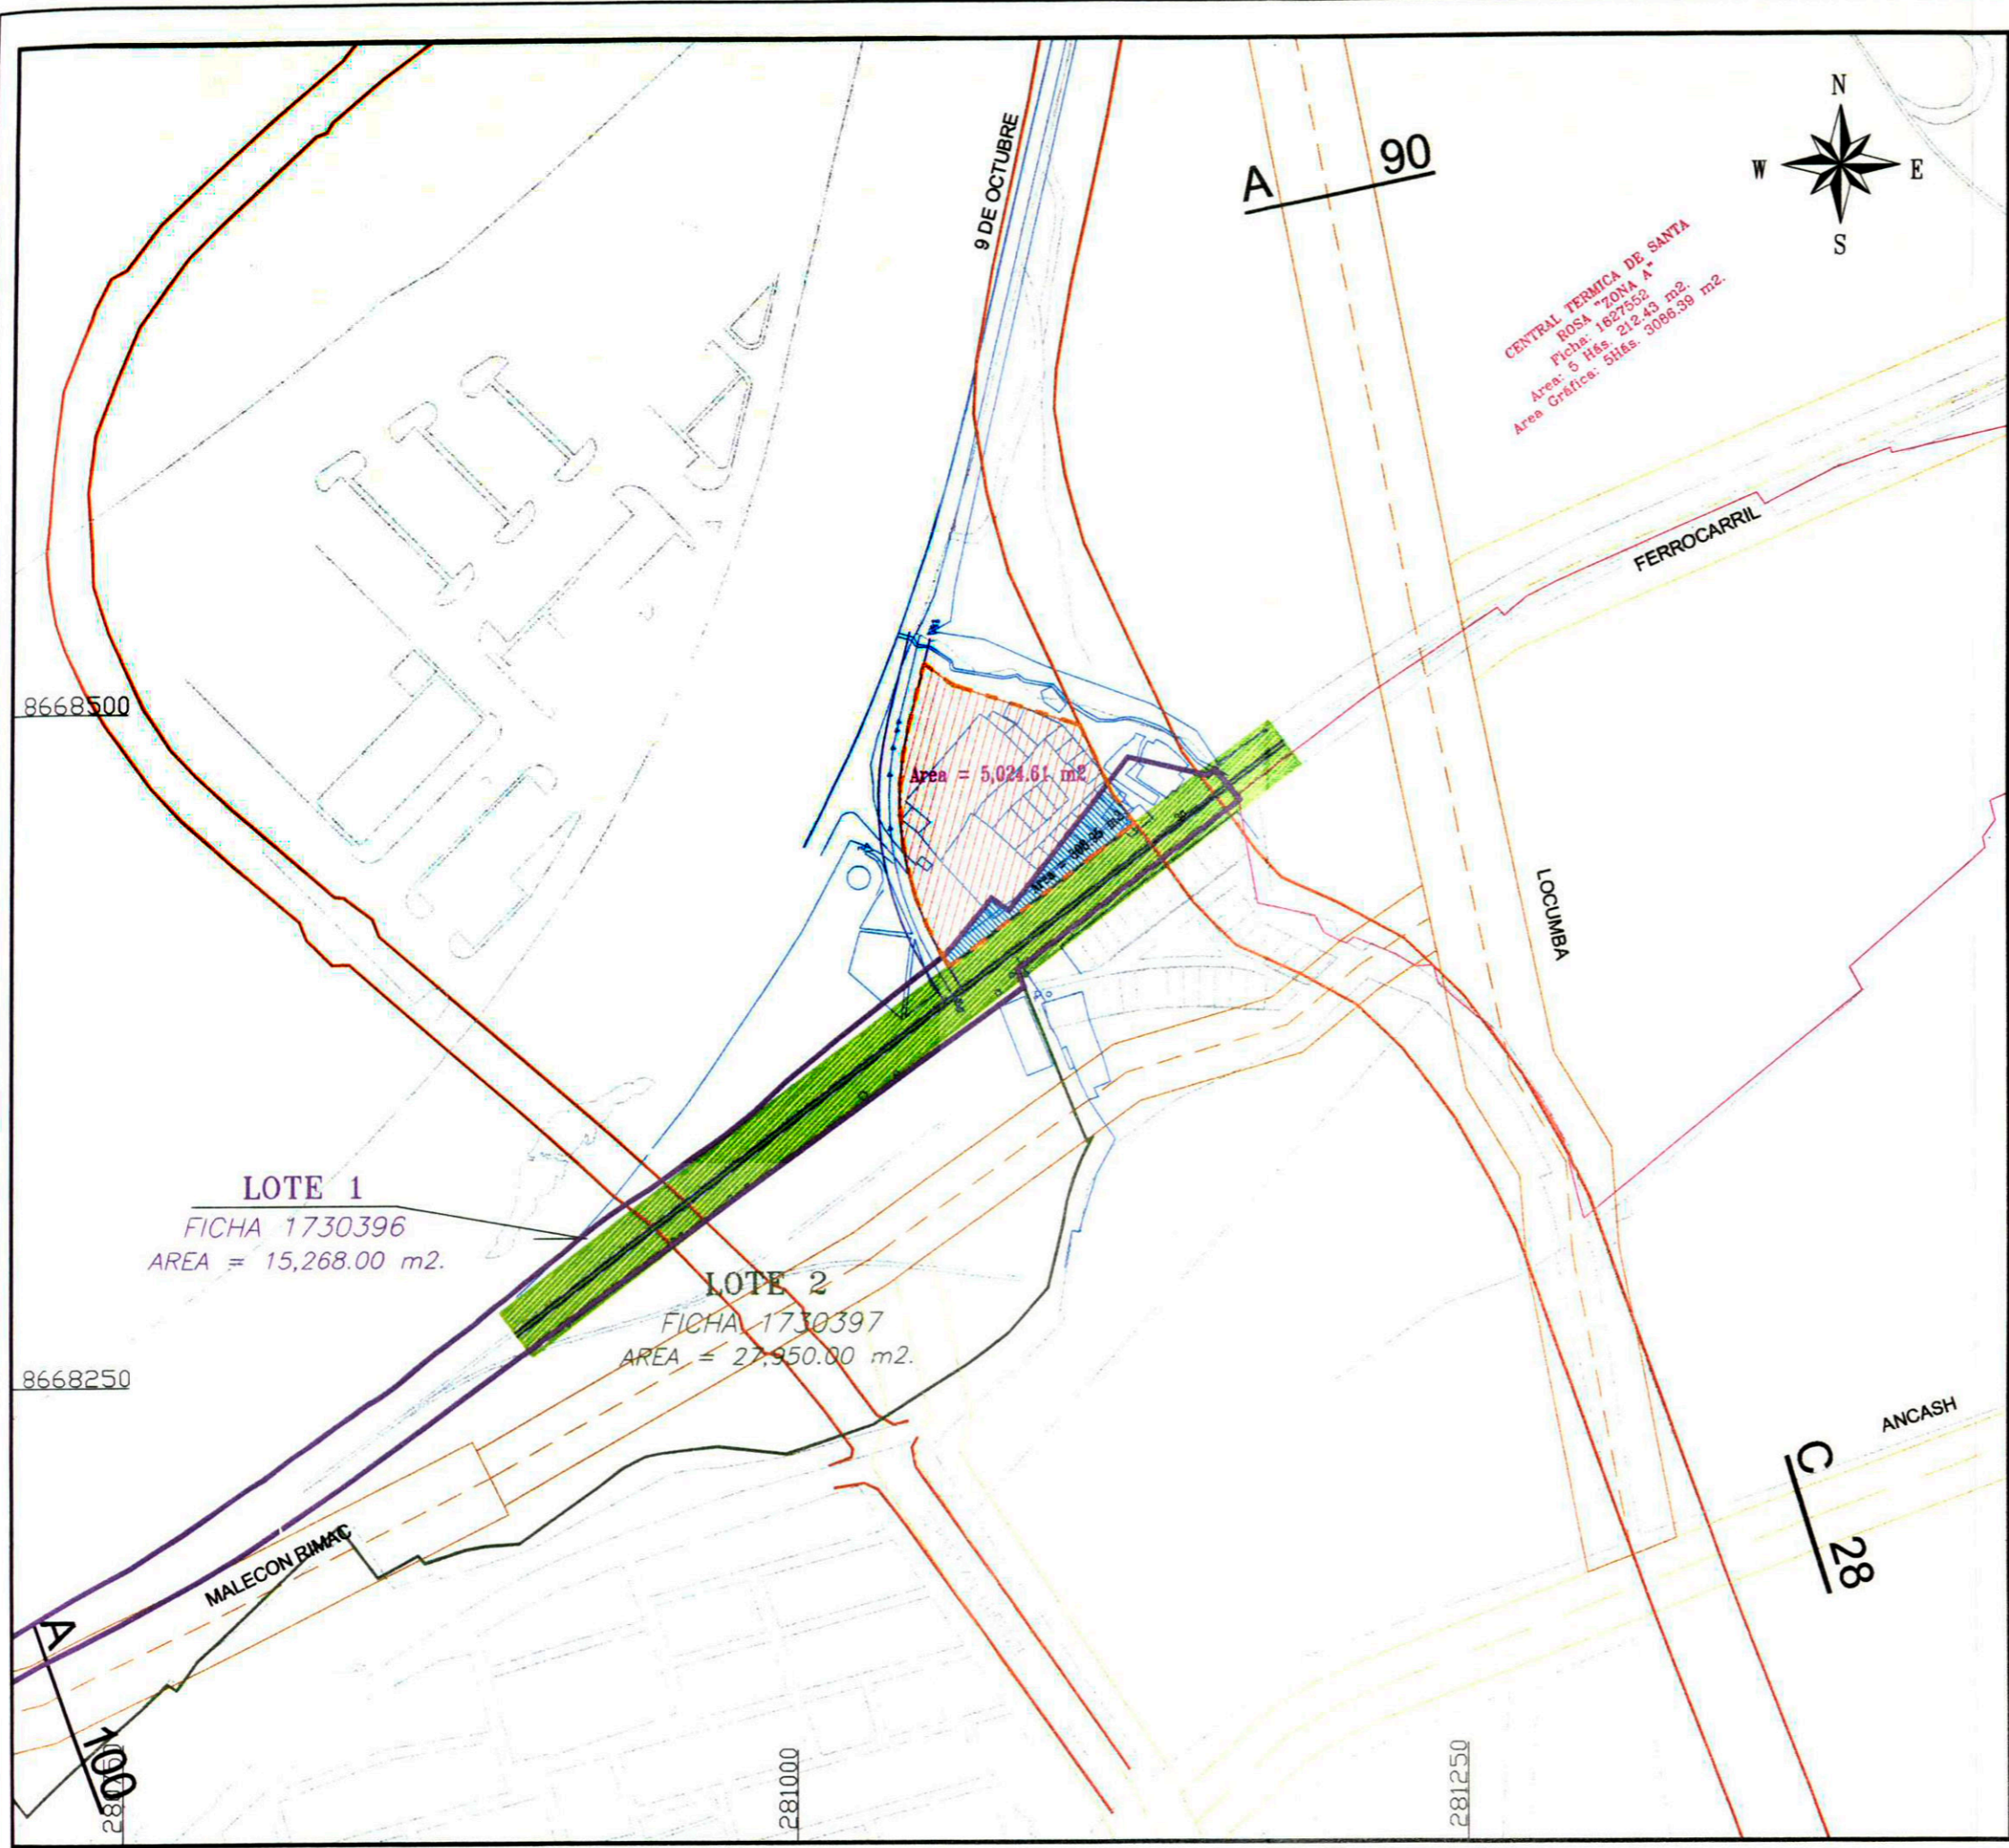 N
W
E
S
9 DE OCTUBRE
A
90
CENTRAL TERMICA DE SANTA
ROSA "ZONA A"
Ficha: 1627552
Area: 5 Hás. 212.43 m2.
Area Gráfica: 5Hás. 3086.39 m2.
FERROCARRIL
8668500
Area = 5,024.61 m2
LOCUMBA
LOTE 1
FICHA 1730396
AREA = 15,268.00 m2.
LOTE 2
FICHA 1730397
AREA = 27,950.00 m2.
8668250
ANCASH
C
28
MALECON RIMAC
A
100
281000
281250